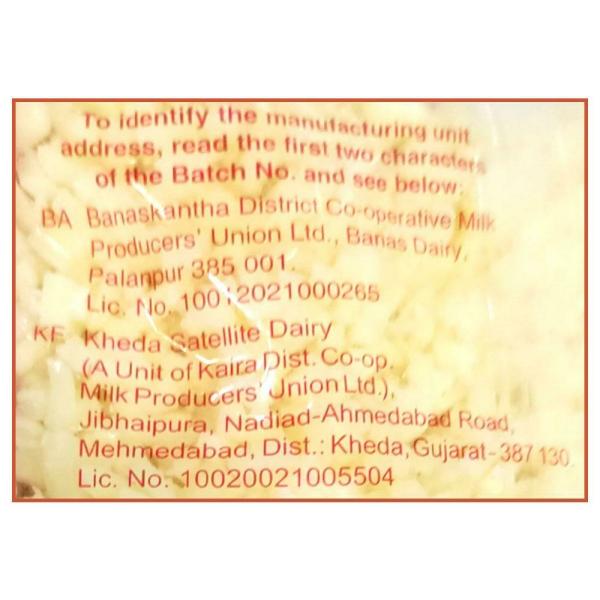 To identify the manufacturing unit
address, read the first two characters
of the Batch No. and see below:
BA Banaskantha District Co-operative Milk
Producers' Union Ltd., Banas Dairy,
Palanpur 385 001.
Lic. No. 10012021000265
KE Kheda Satellite Dairy
(A Unit of Kaira Dist. Co-op.
Milk Producers' Union Ltd.),
Jibhaipura, Nadiad-Ahmedabad Road,
Mehmedabad, Dist.: Kheda, Gujarat-387 130.
Lic. No. 10020021005504